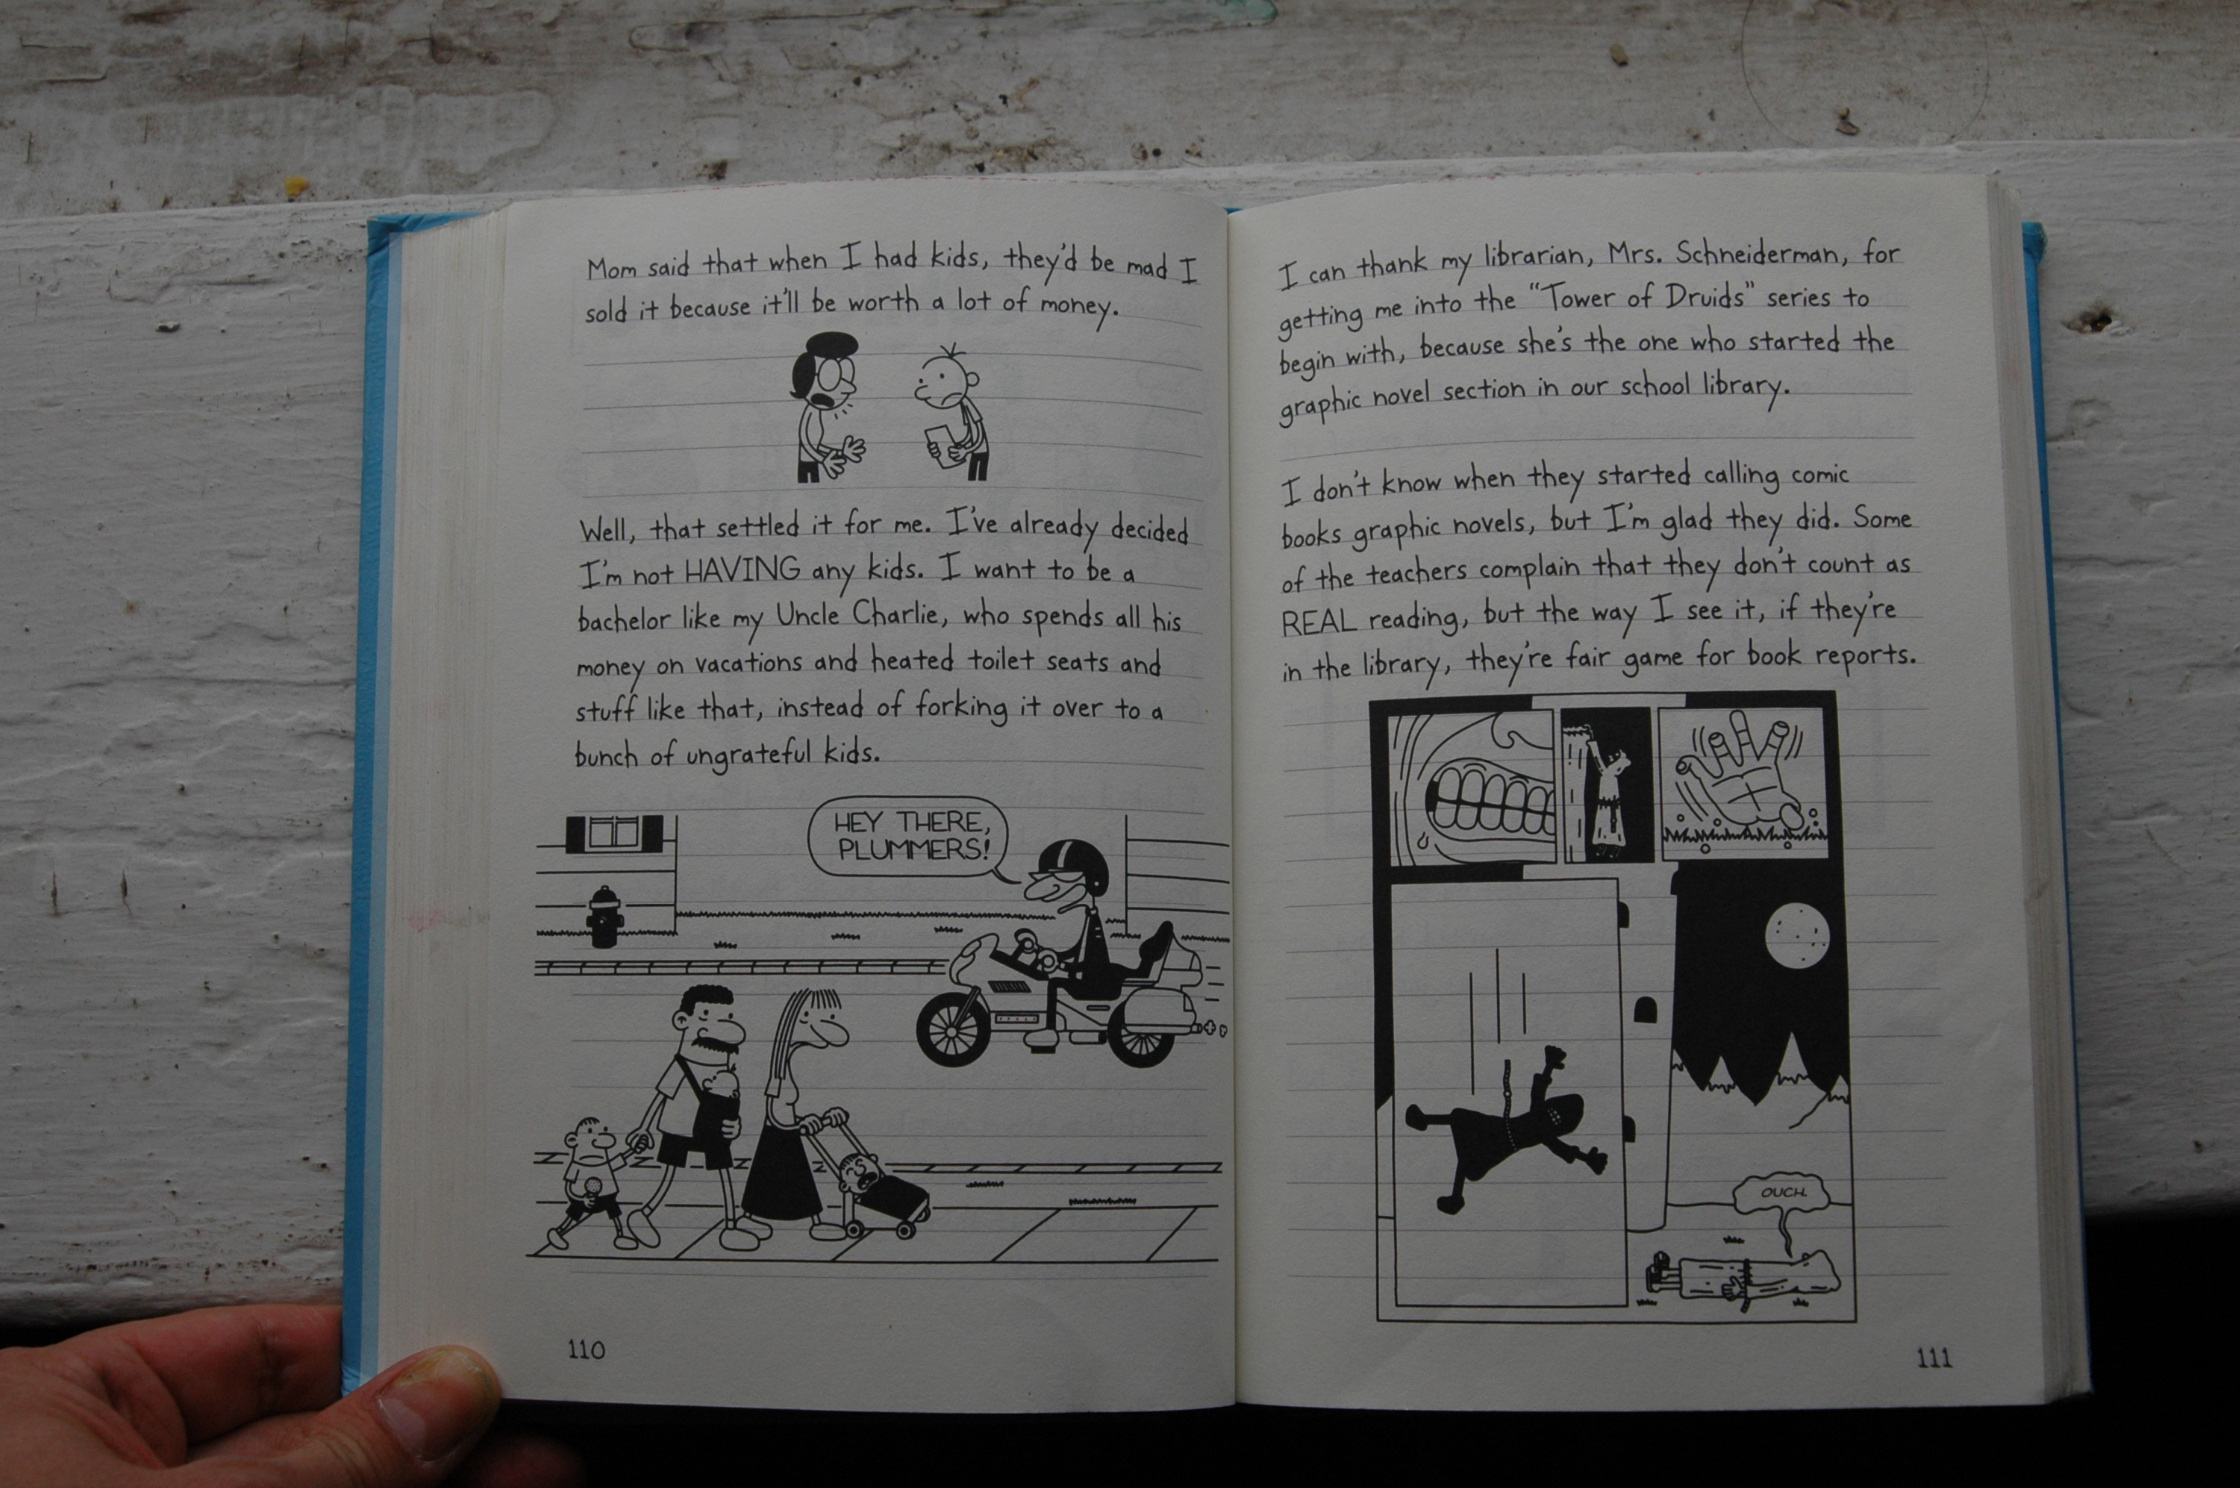 Mom said that when I had kids, they'd be mad I
sold it because it'll be worth a lot of money.
Well, that settled it for me. I've already decided
I'm not HAVING any kids. I want to be a
bachelor like my Uncle Charlie, who spends all his
money on vacations and heated toilet seats and
stuff like that, instead of forking it over to a
bunch of ungrateful kids.
HEY THERE,
PLUMMERS!
110
I can thank my librarian, Mrs. Schneiderman, for
getting me into the "Tower of Druids" series to
begin with, because she's the one who started the
graphic novel section in our school library.
I don't know when they started calling comic
books graphic novels, but I'm glad they did. Some
of the teachers complain that they don't count as
REAL reading, but the way I see it, if they're
in the library, they're fair game for book reports.
OUCH.
111